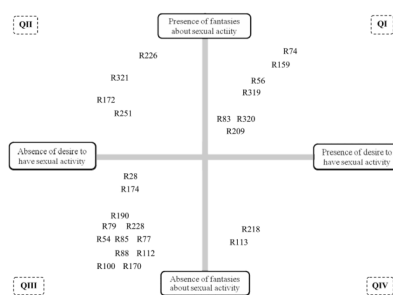 QII
Presence of fantasies
about sexual actiity
QI
R226
R74
R159
R321
R56
R319
R172
R251
R83 R320
R209
Absence of desire to
have sexual activity
Presence of desire to
have sexual activity
R28
R174
R190
R79 R228
R54 R85 R77
R88 R112
R100 R170
R218
R113
QIII
Absence of fantasies
about sexual activity
QIV